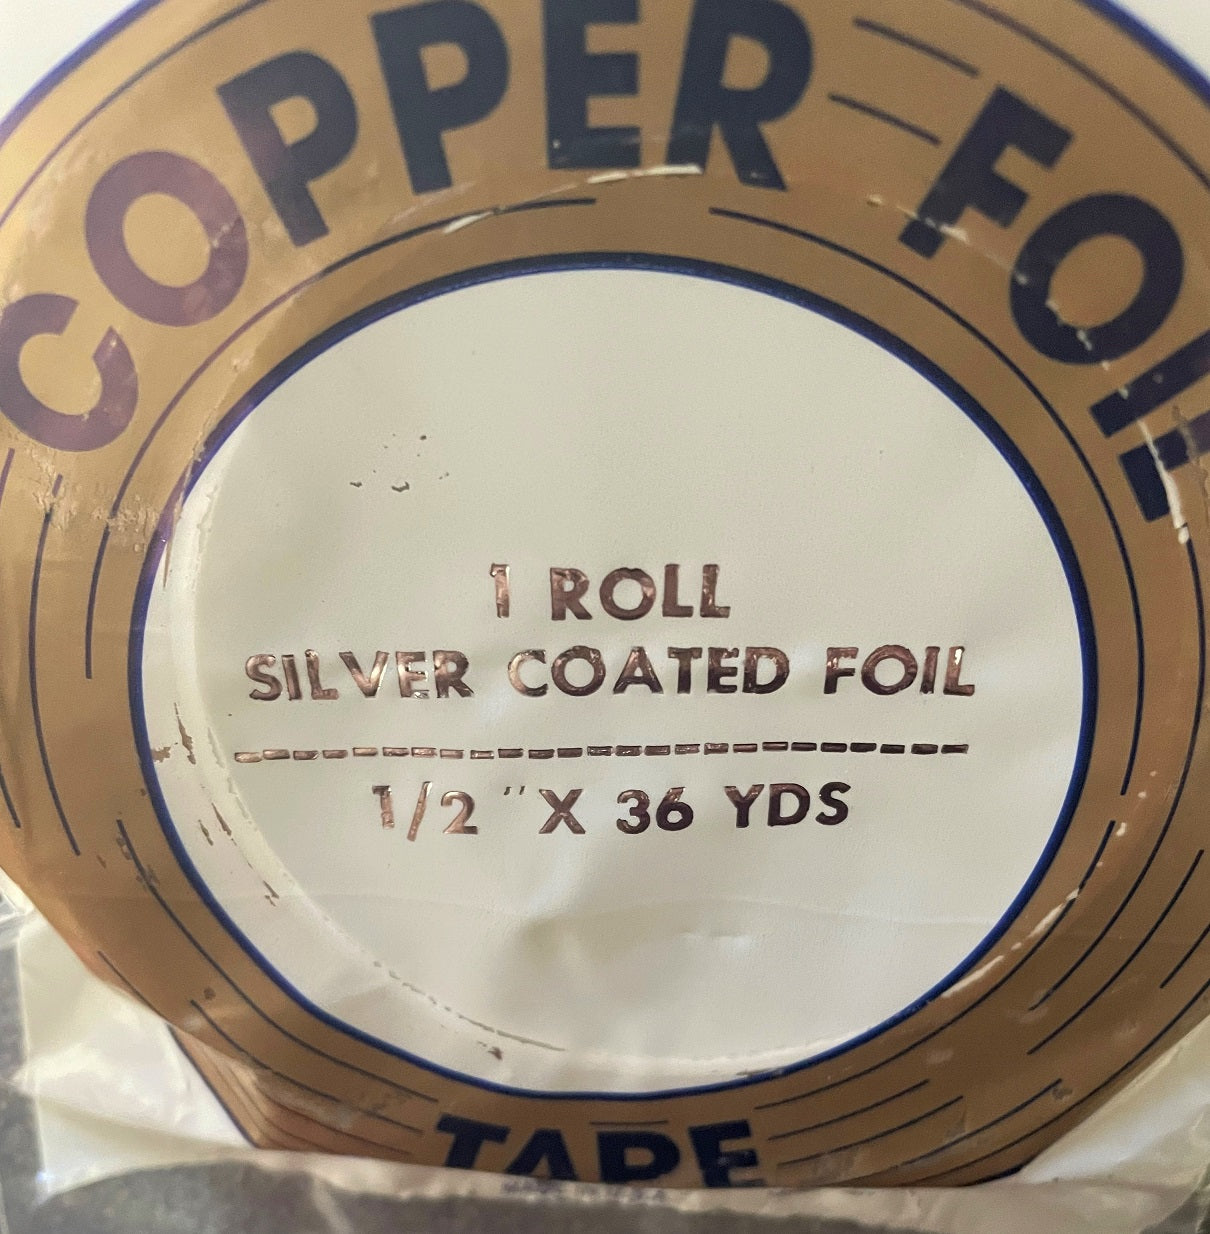 COPPER FOIL
1 ROLL
SILVER COATED FOIL
1/2 "X 36 YDS
TAPE